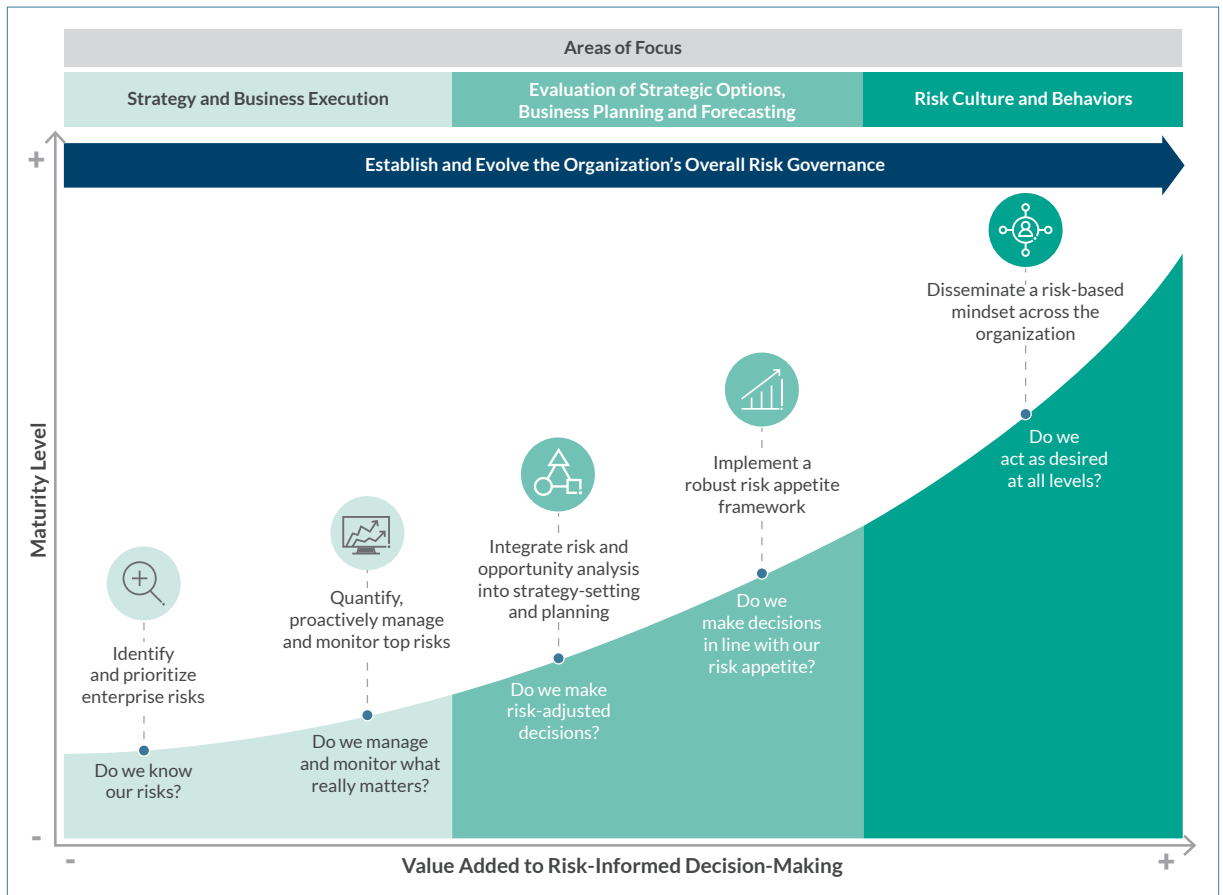 Areas of Focus
Strategy and Business Execution
Evaluation of Strategic Options,
Business Planning and Forecasting
Risk Culture and Behaviors
+
Establish and Evolve the Organization's Overall Risk Governance
Disseminate a risk-based
mindset across the
organization
Do we
act as desired
at all levels?
Implement a
robust risk appetite
framework
Do we
make decisions
in line with our
risk appetite?
Integrate risk and
opportunity analysis
into strategy-setting
and planning
Do we make
risk-adjusted
decisions?
Quantify,
proactively manage
and monitor top risks
Do we manage
and monitor what
really matters?
Identify
and prioritize
enterprise risks
Do we know
our risks?
Maturity Level
-
-
Value Added to Risk-Informed Decision-Making
+